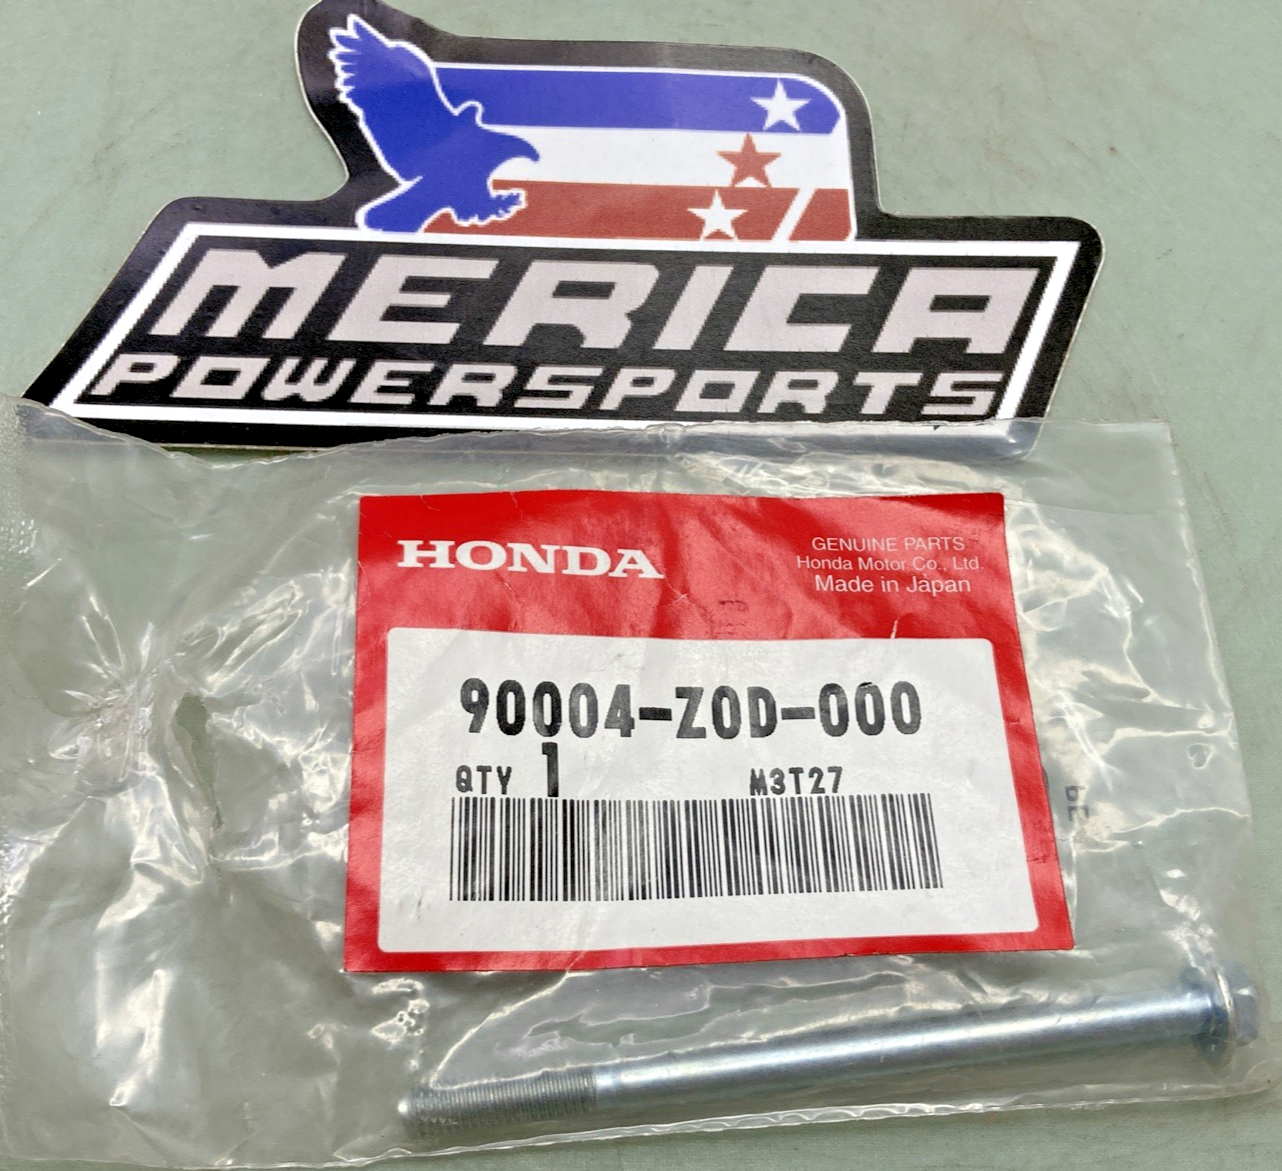 MERICA
POWERSPORTS
HONDA
GENUINE PARTS
Honda Motor Co., Ltd.
Made in Japan
90004-Z0D-000
QTY 1
M3T27